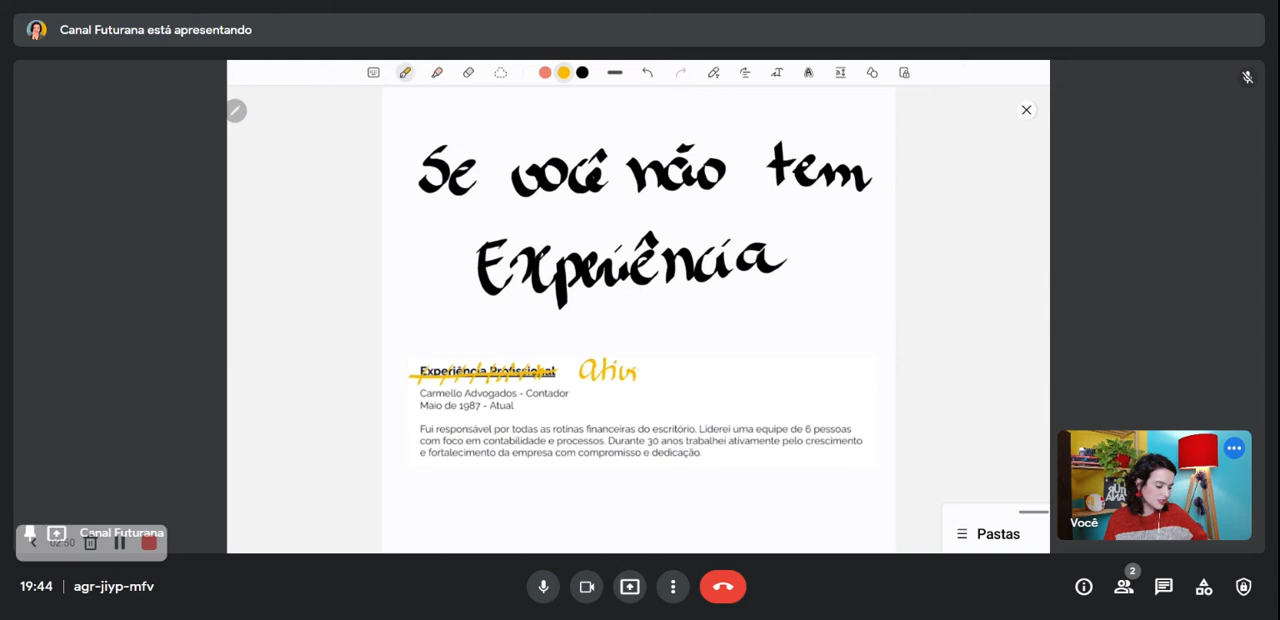 Canal Futurana está apresentando
Se você não tem
Experiência
Experiência Profissional
Carmello Advogados - Contador
Maio de 1987 - Atual
Fui responsável por todas as rotinas financeiras do escritório. Liderei uma equipe de 6 pessoas
com foco em contabilidade e processos. Durante 30 anos trabalhei ativamente pelo crescimento
e fortalecimento da empresa com compromisso e dedicação.
Pastas
Você
Canal Futurana
02:50
19:44 | agr-jiyp-mfv
2